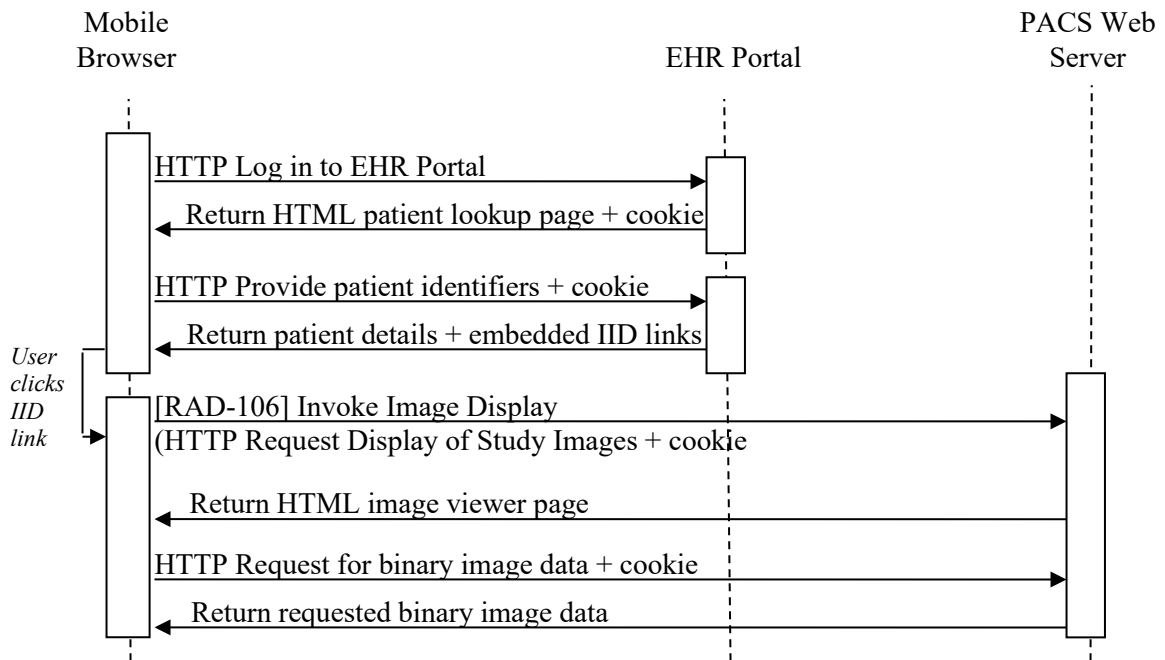 Mobile
Browser
EHR Portal
PACS Web
Server
HTTP Log in to EHR Portal
Return HTML patient lookup page + cookie
HTTP Provide patient identifiers + cookie
Return patient details + embedded IID links
User
clicks
IID
link
[RAD-106] Invoke Image Display
(HTTP Request Display of Study Images + cookie
Return HTML image viewer page
HTTP Request for binary image data + cookie
Return requested binary image data